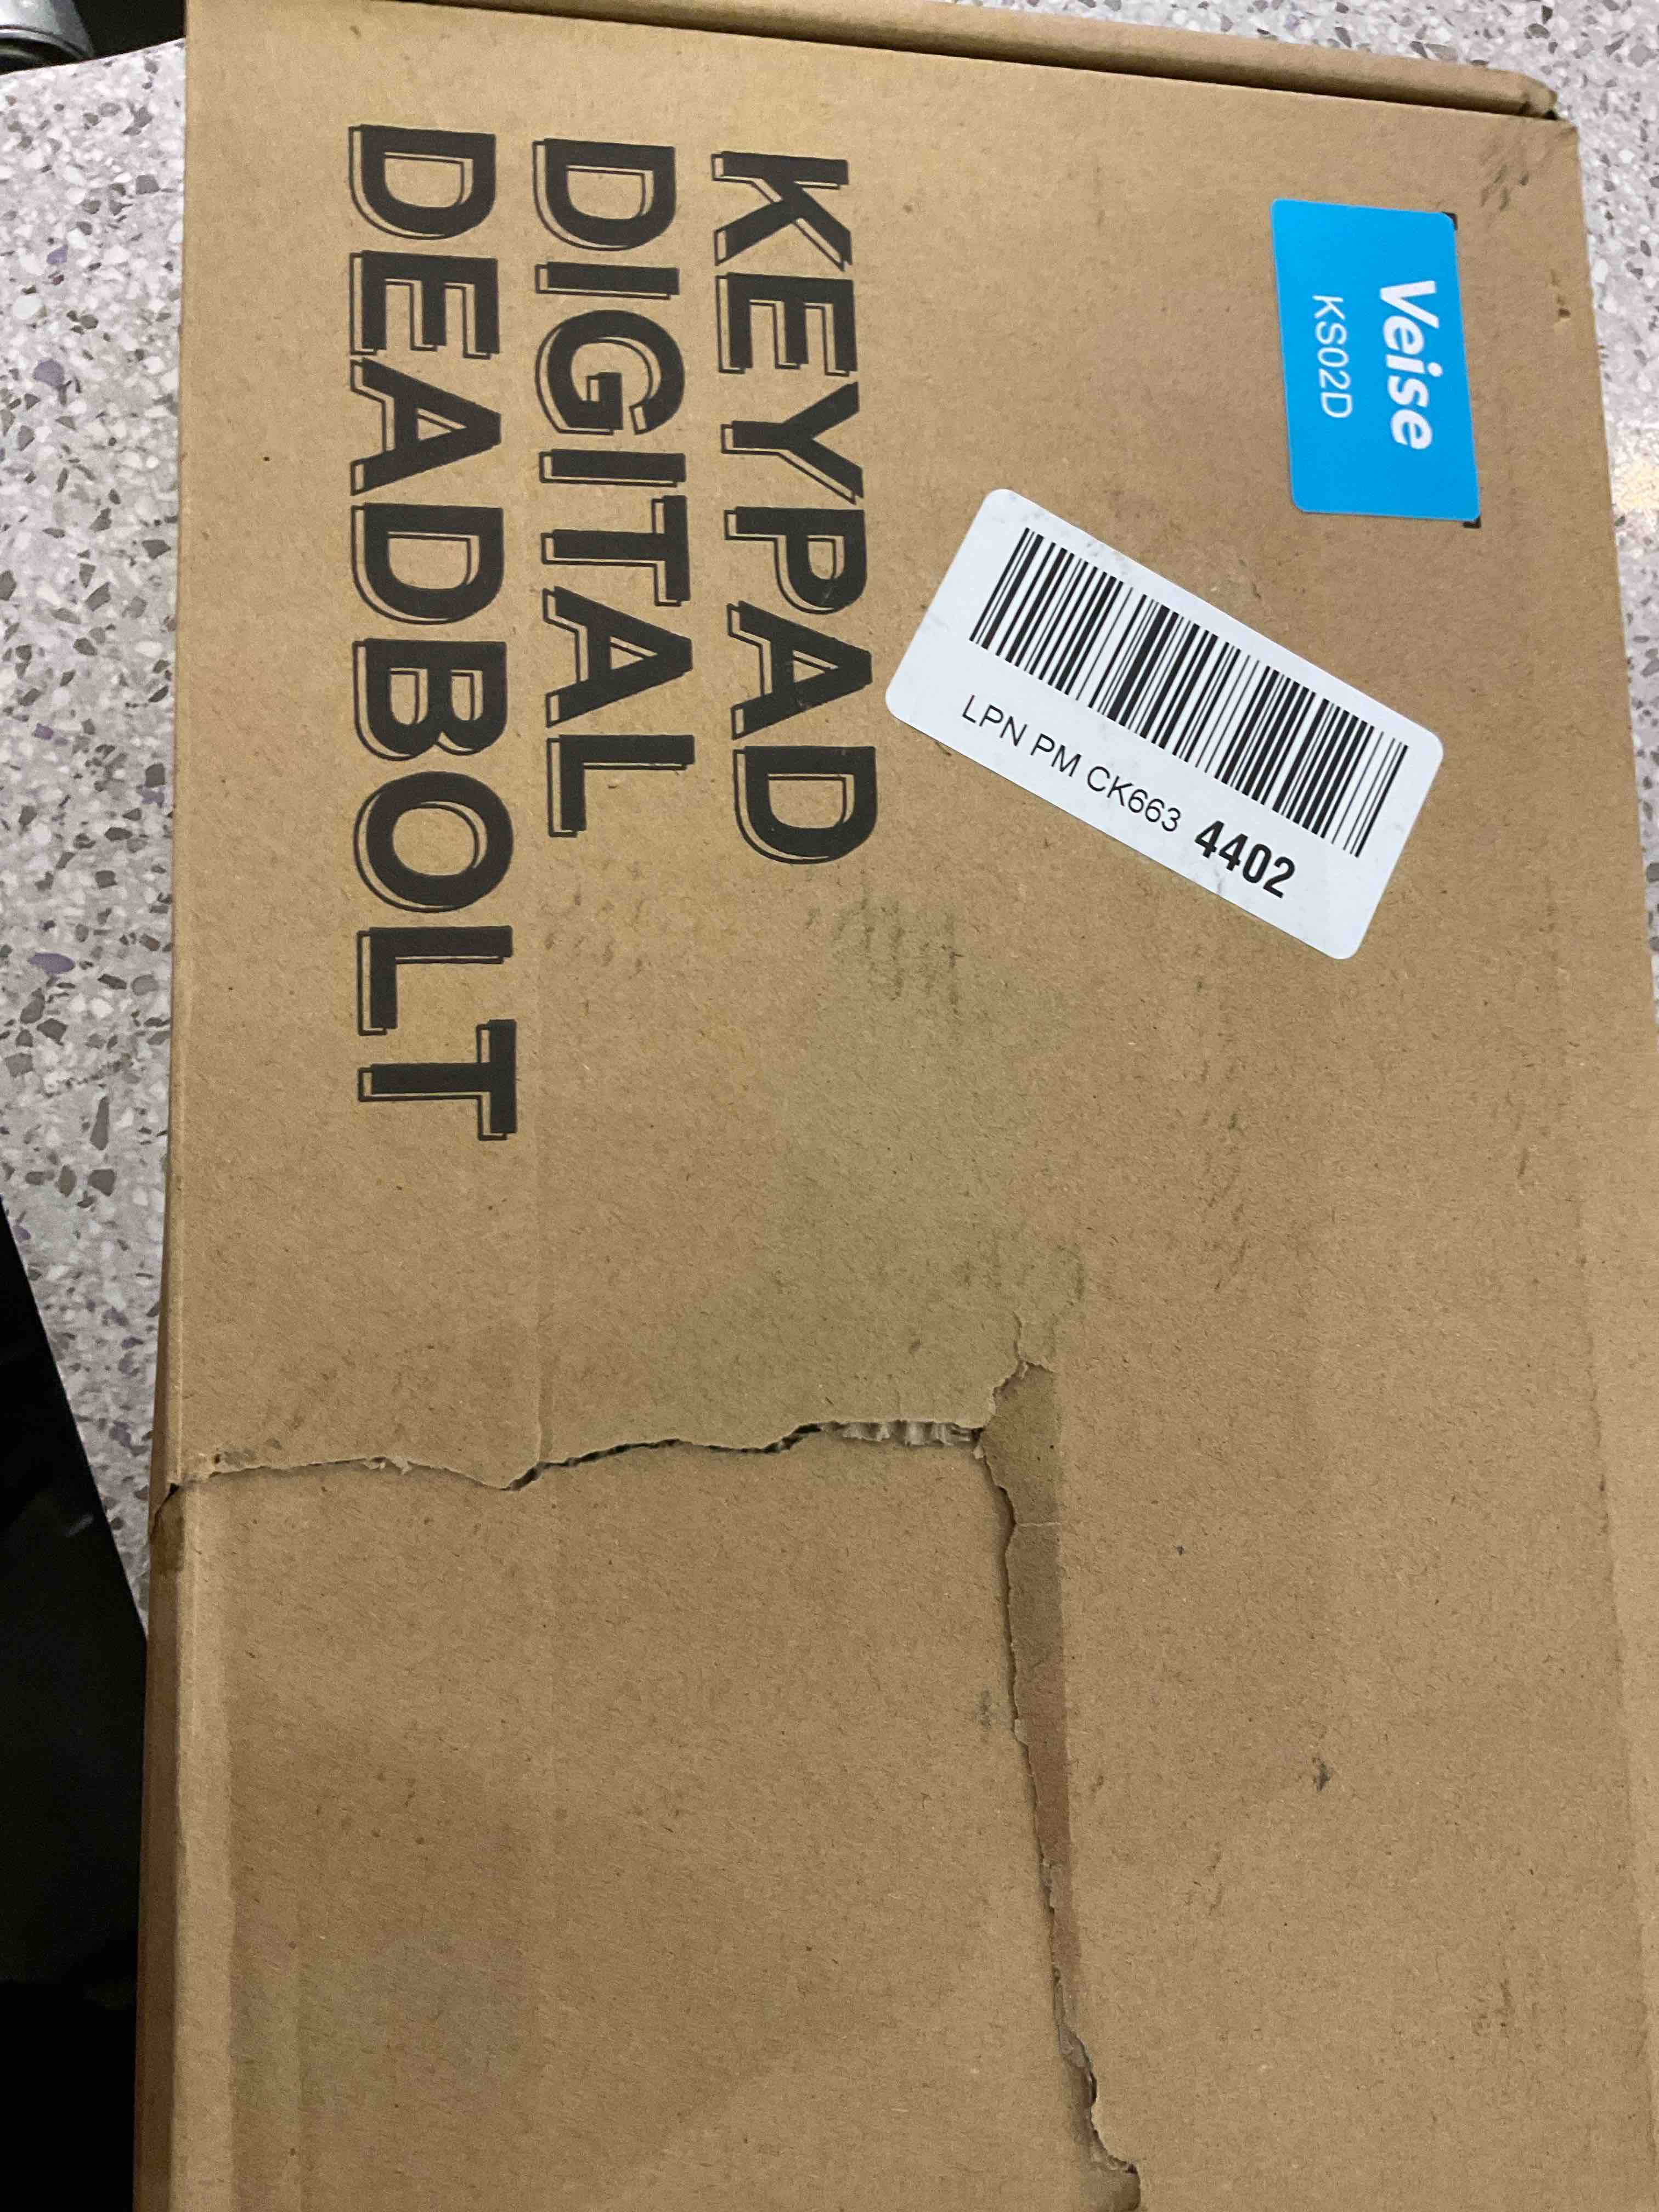 Veise
KS02D
LPN PM CK663 4402
KEYPAD
DIGITAL
DEADBOLT